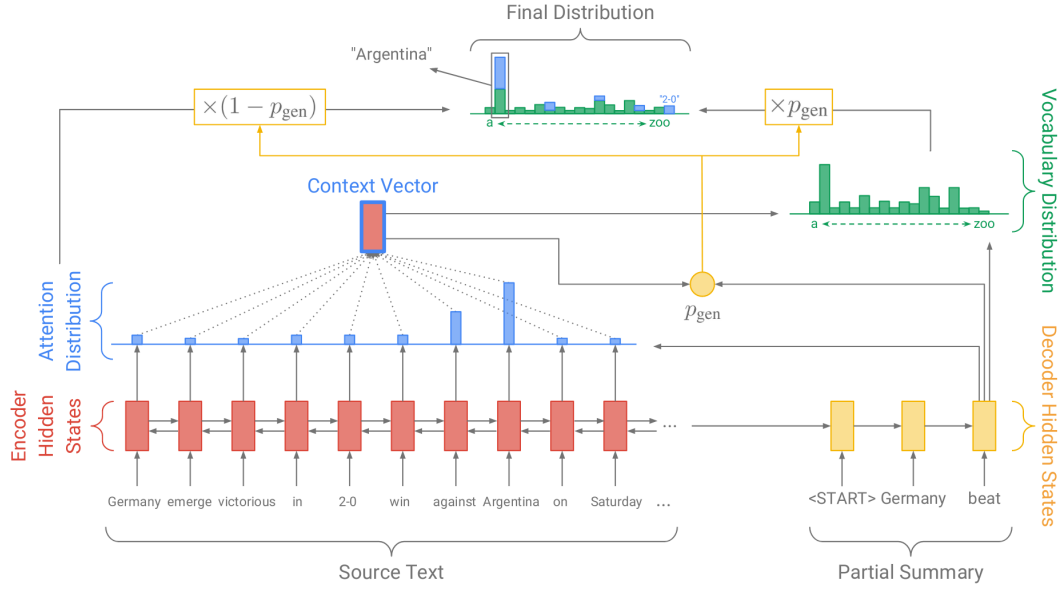 Final Distribution
"Argentina"
×(1 − p_gen)
×p_gen
"2-0"
a
zoo
Context Vector
a
zoo
Vocabulary Distribution
Attention
Distribution
p_gen
Encoder
Hidden
States
...
Decoder Hidden States
Germany emerge victorious in 2-0 win against Argentina on Saturday ...
<START> Germany beat
Source Text
Partial Summary